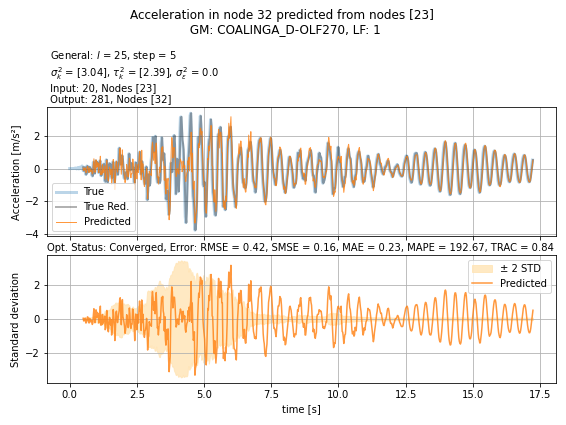 Acceleration in node 32 predicted from nodes [23]
GM: COALINGA_D-OLF270, LF: 1
General: l = 25, step = 5
σ²ₖ = [3.04], τ²ₖ = [2.39], σ²ε = 0.0
Input: 20, Nodes [23]
Output: 281, Nodes [32]
Acceleration [m/s²]
2
0
−2
−4
True
True Red.
Predicted
Opt. Status: Converged, Error: RMSE = 0.42, SMSE = 0.16, MAE = 0.23, MAPE = 192.67, TRAC = 0.84
Standard deviation
2
0
−2
± 2 STD
Predicted
0.0 2.5 5.0 7.5 10.0 12.5 15.0 17.5
time [s]